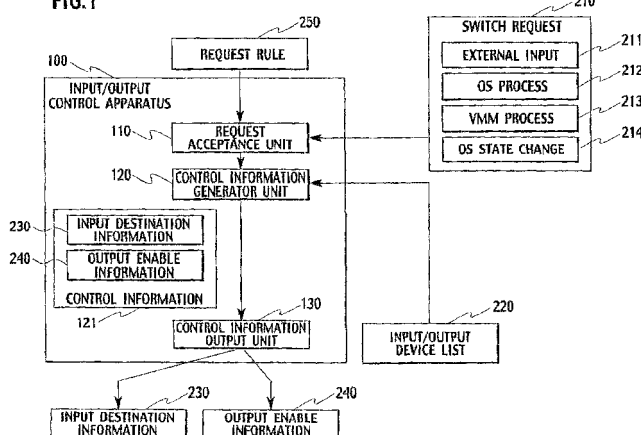 FIG. 1
210
250
SWITCH REQUEST
REQUEST RULE
EXTERNAL INPUT
211
100
INPUT/OUTPUT
CONTROL APPARATUS
OS PROCESS
212
110
REQUEST
ACCEPTANCE UNIT
VMM PROCESS
213
OS STATE CHANGE
214
120
CONTROL INFORMATION
GENERATOR UNIT
230
INPUT DESTINATION
INFORMATION
240
OUTPUT ENABLE
INFORMATION
CONTROL INFORMATION
121
130
CONTROL INFORMATION
OUTPUT UNIT
220
INPUT/OUTPUT
DEVICE LIST
230
240
INPUT DESTINATION
INFORMATION
OUTPUT ENABLE
INFORMATION